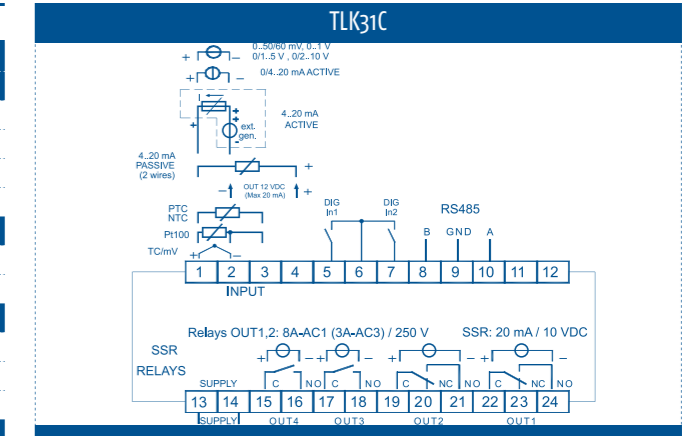 TLK31C
0..50/60 mV, 0..1 V
0/1..5 V , 0/2..10 V
+ –
0/4..20 mA ACTIVE
+ –
I
4..20 mA
ACTIVE
+
+
+
ext.
gen.
-
4..20 mA
PASSIVE
(2 wires)
+
– OUT 12 VDC +
(Max 20 mA)
PTC
NTC
DIG
In1
DIG
In2
RS485
Pt100
B GND A
TC/mV + –
1 2 3 4 5 6 7 8 9 10 11 12
INPUT
Relays OUT1,2: 8A-AC1 (3A-AC3) / 250 V SSR: 20 mA / 10 VDC
SSR
+ – + – + – + –
RELAYS
SUPPLY C NO C NO C NC NO C NC NO
13 14 15 16 17 18 19 20 21 22 23 24
SUPPLY OUT4 OUT3 OUT2 OUT1